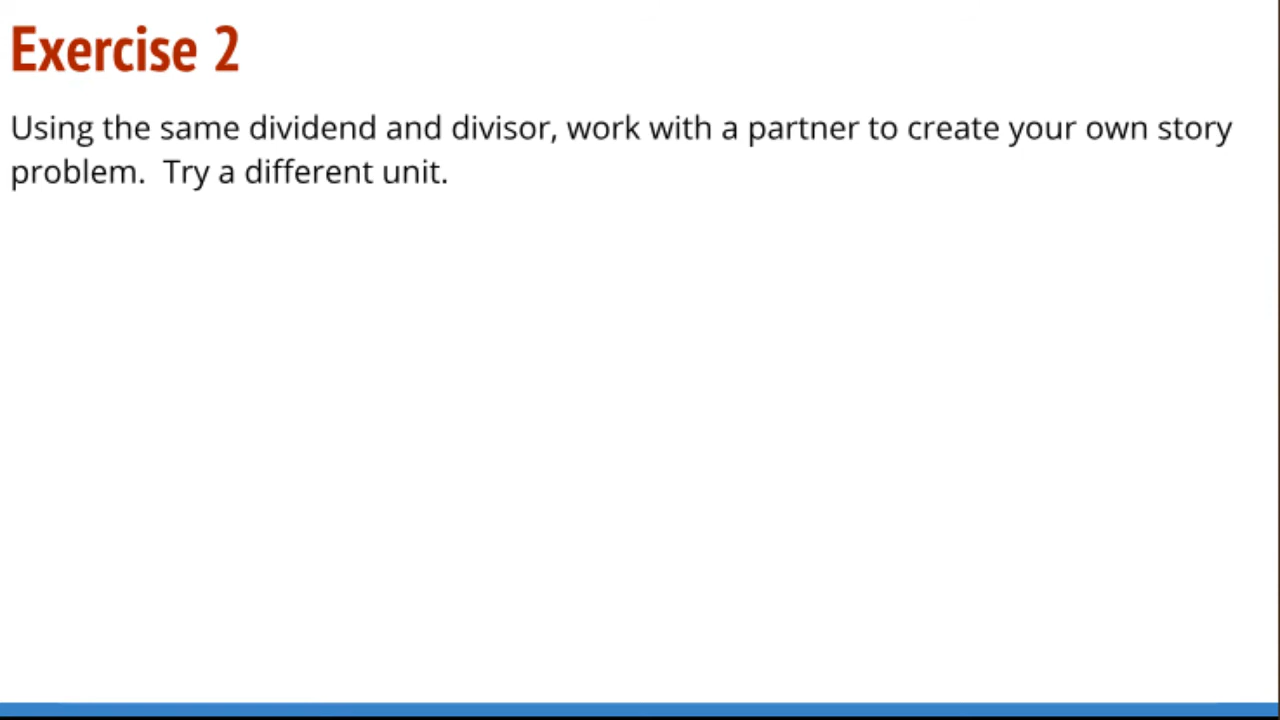 Exercise 2
Using the same dividend and divisor, work with a partner to create your own story
problem.  Try a different unit.